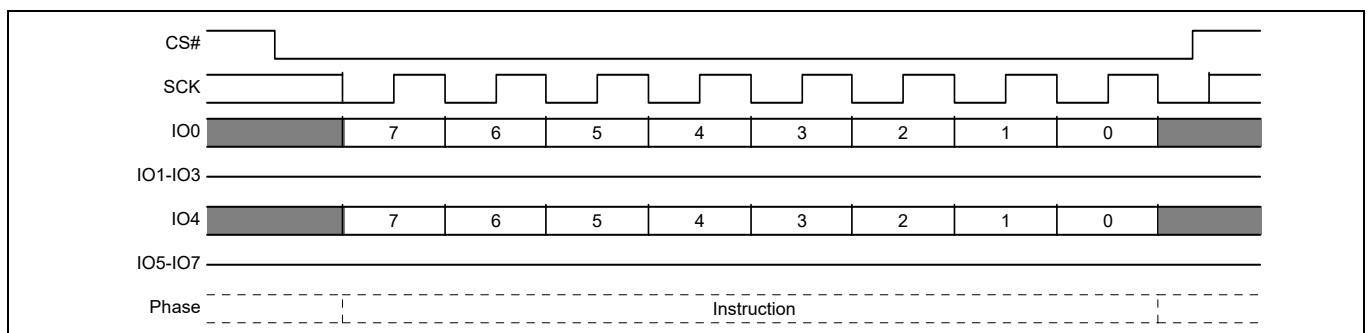 CS#
SCK
IO0 7 6 5 4 3 2 1 0
IO1-IO3
IO4 7 6 5 4 3 2 1 0
IO5-IO7
Phase Instruction